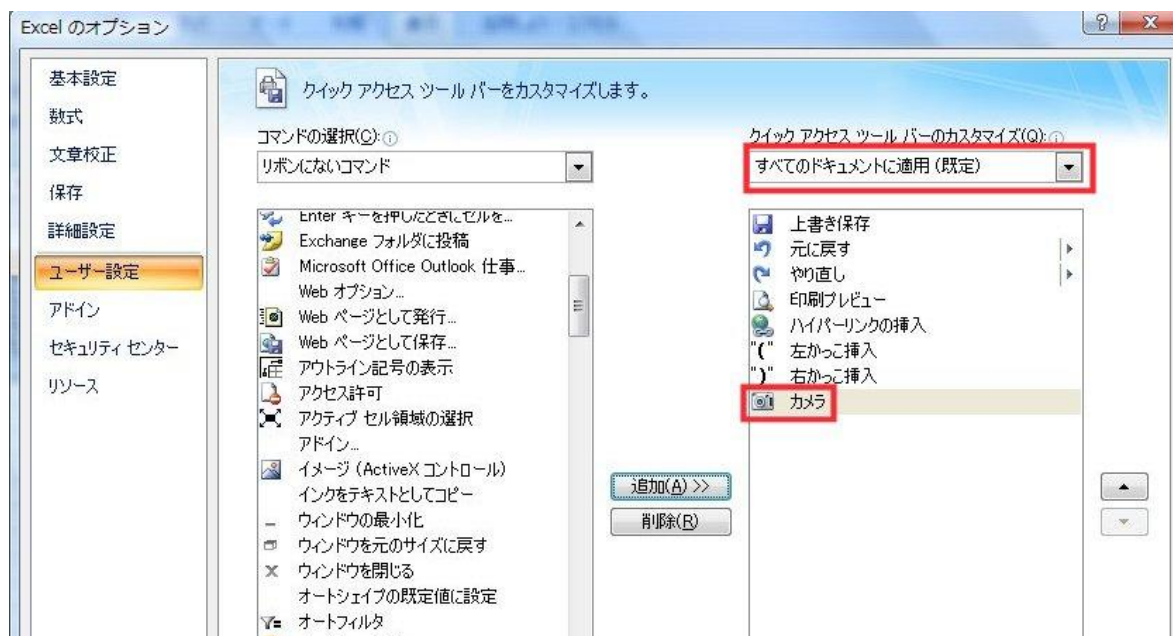 Excel のオプション
基本設定
数式
文章校正
保存
詳細設定
ユーザー設定
アドイン
セキュリティ センター
リソース
クイック アクセス ツール バーをカスタマイズします。
コマンドの選択(C):
リボンにないコマンド
Enter キーを押したときにセルを...
Exchange フォルダに投稿
Microsoft Office Outlook 仕事...
Web オプション...
Web ページとして発行...
Web ページとして保存...
アウトライン記号の表示
アクセス許可
アクティブ セル領域の選択
アドイン...
イメージ (ActiveX コントロール)
インクをテキストとしてコピー
ウィンドウの最小化
ウィンドウを元のサイズに戻す
ウィンドウを閉じる
オートシェイプの既定値に設定
オートフィルタ
追加(A) >>
削除(R)
クイック アクセス ツール バーのカスタマイズ(Q):
すべてのドキュメントに適用 (既定)
上書き保存
元に戻す
やり直し
印刷プレビュー
ハイパーリンクの挿入
"(" 左かっこ挿入
")" 右かっこ挿入
カメラ